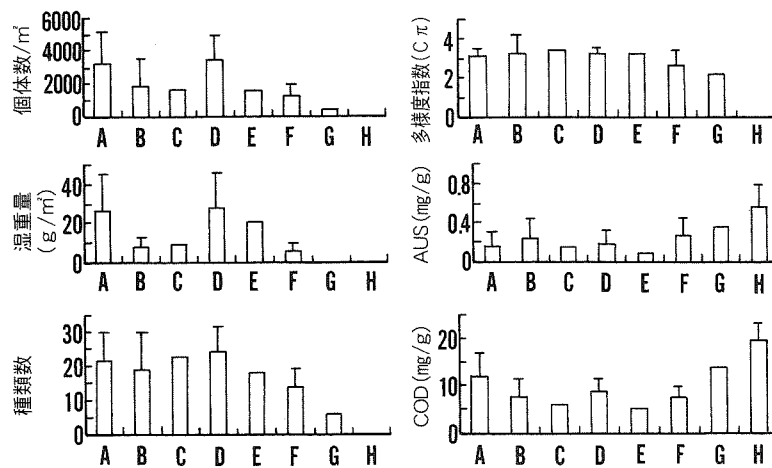 個体数/㎡
6000
4000
2000
0
A B C D E F G H
湿重量
(g/㎡)
40
20
0
A B C D E F G H
種類数
30
20
10
0
A B C D E F G H
多様度指数(Cπ)
4
2
0
A B C D E F G H
AUS(mg/g)
0.8
0.4
0
A B C D E F G H
COD(mg/g)
20
10
0
A B C D E F G H